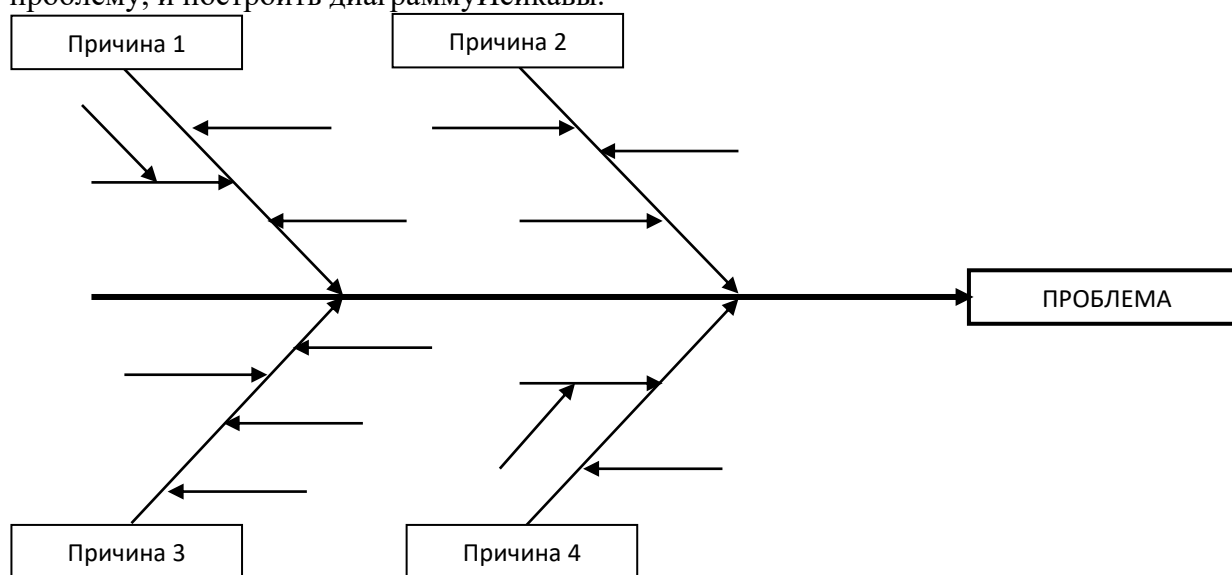 проблему, и построить диаграммуИсикавы.
Причина 1
Причина 2
ПРОБЛЕМА
Причина 3
Причина 4